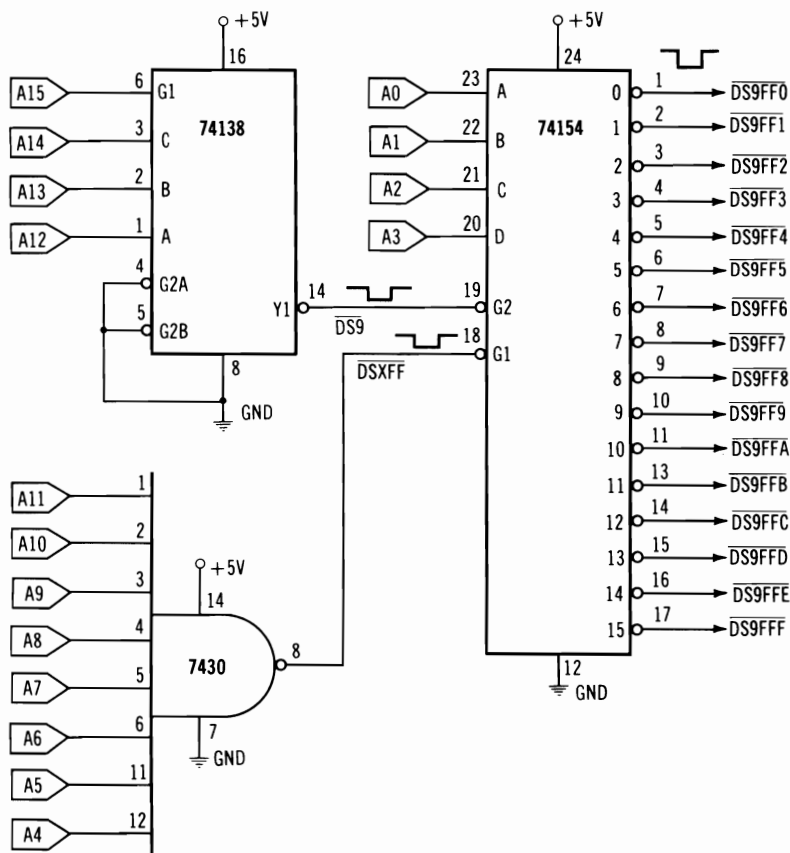 +5V
16
A15
6
G1
A14
3
C
74138
A13
2
B
A12
1
A
4
G2A
5
G2B
Y1
14
DS9
8
GND
+5V
24
A0
23
A
74154
A1
22
B
A2
21
C
A3
20
D
19
G2
18
G1
DSXFF
0
1
DS9FF0
1
2
DS9FF1
2
3
DS9FF2
3
4
DS9FF3
4
5
DS9FF4
5
6
DS9FF5
6
7
DS9FF6
7
8
DS9FF7
8
9
DS9FF8
9
10
DS9FF9
10
11
DS9FFA
11
13
DS9FFB
12
14
DS9FFC
13
15
DS9FFD
14
16
DS9FFE
15
17
DS9FFF
12
GND
A11
1
A10
2
A9
3
A8
4
A7
5
A6
6
A5
11
A4
12
+5V
14
7430
8
7
GND